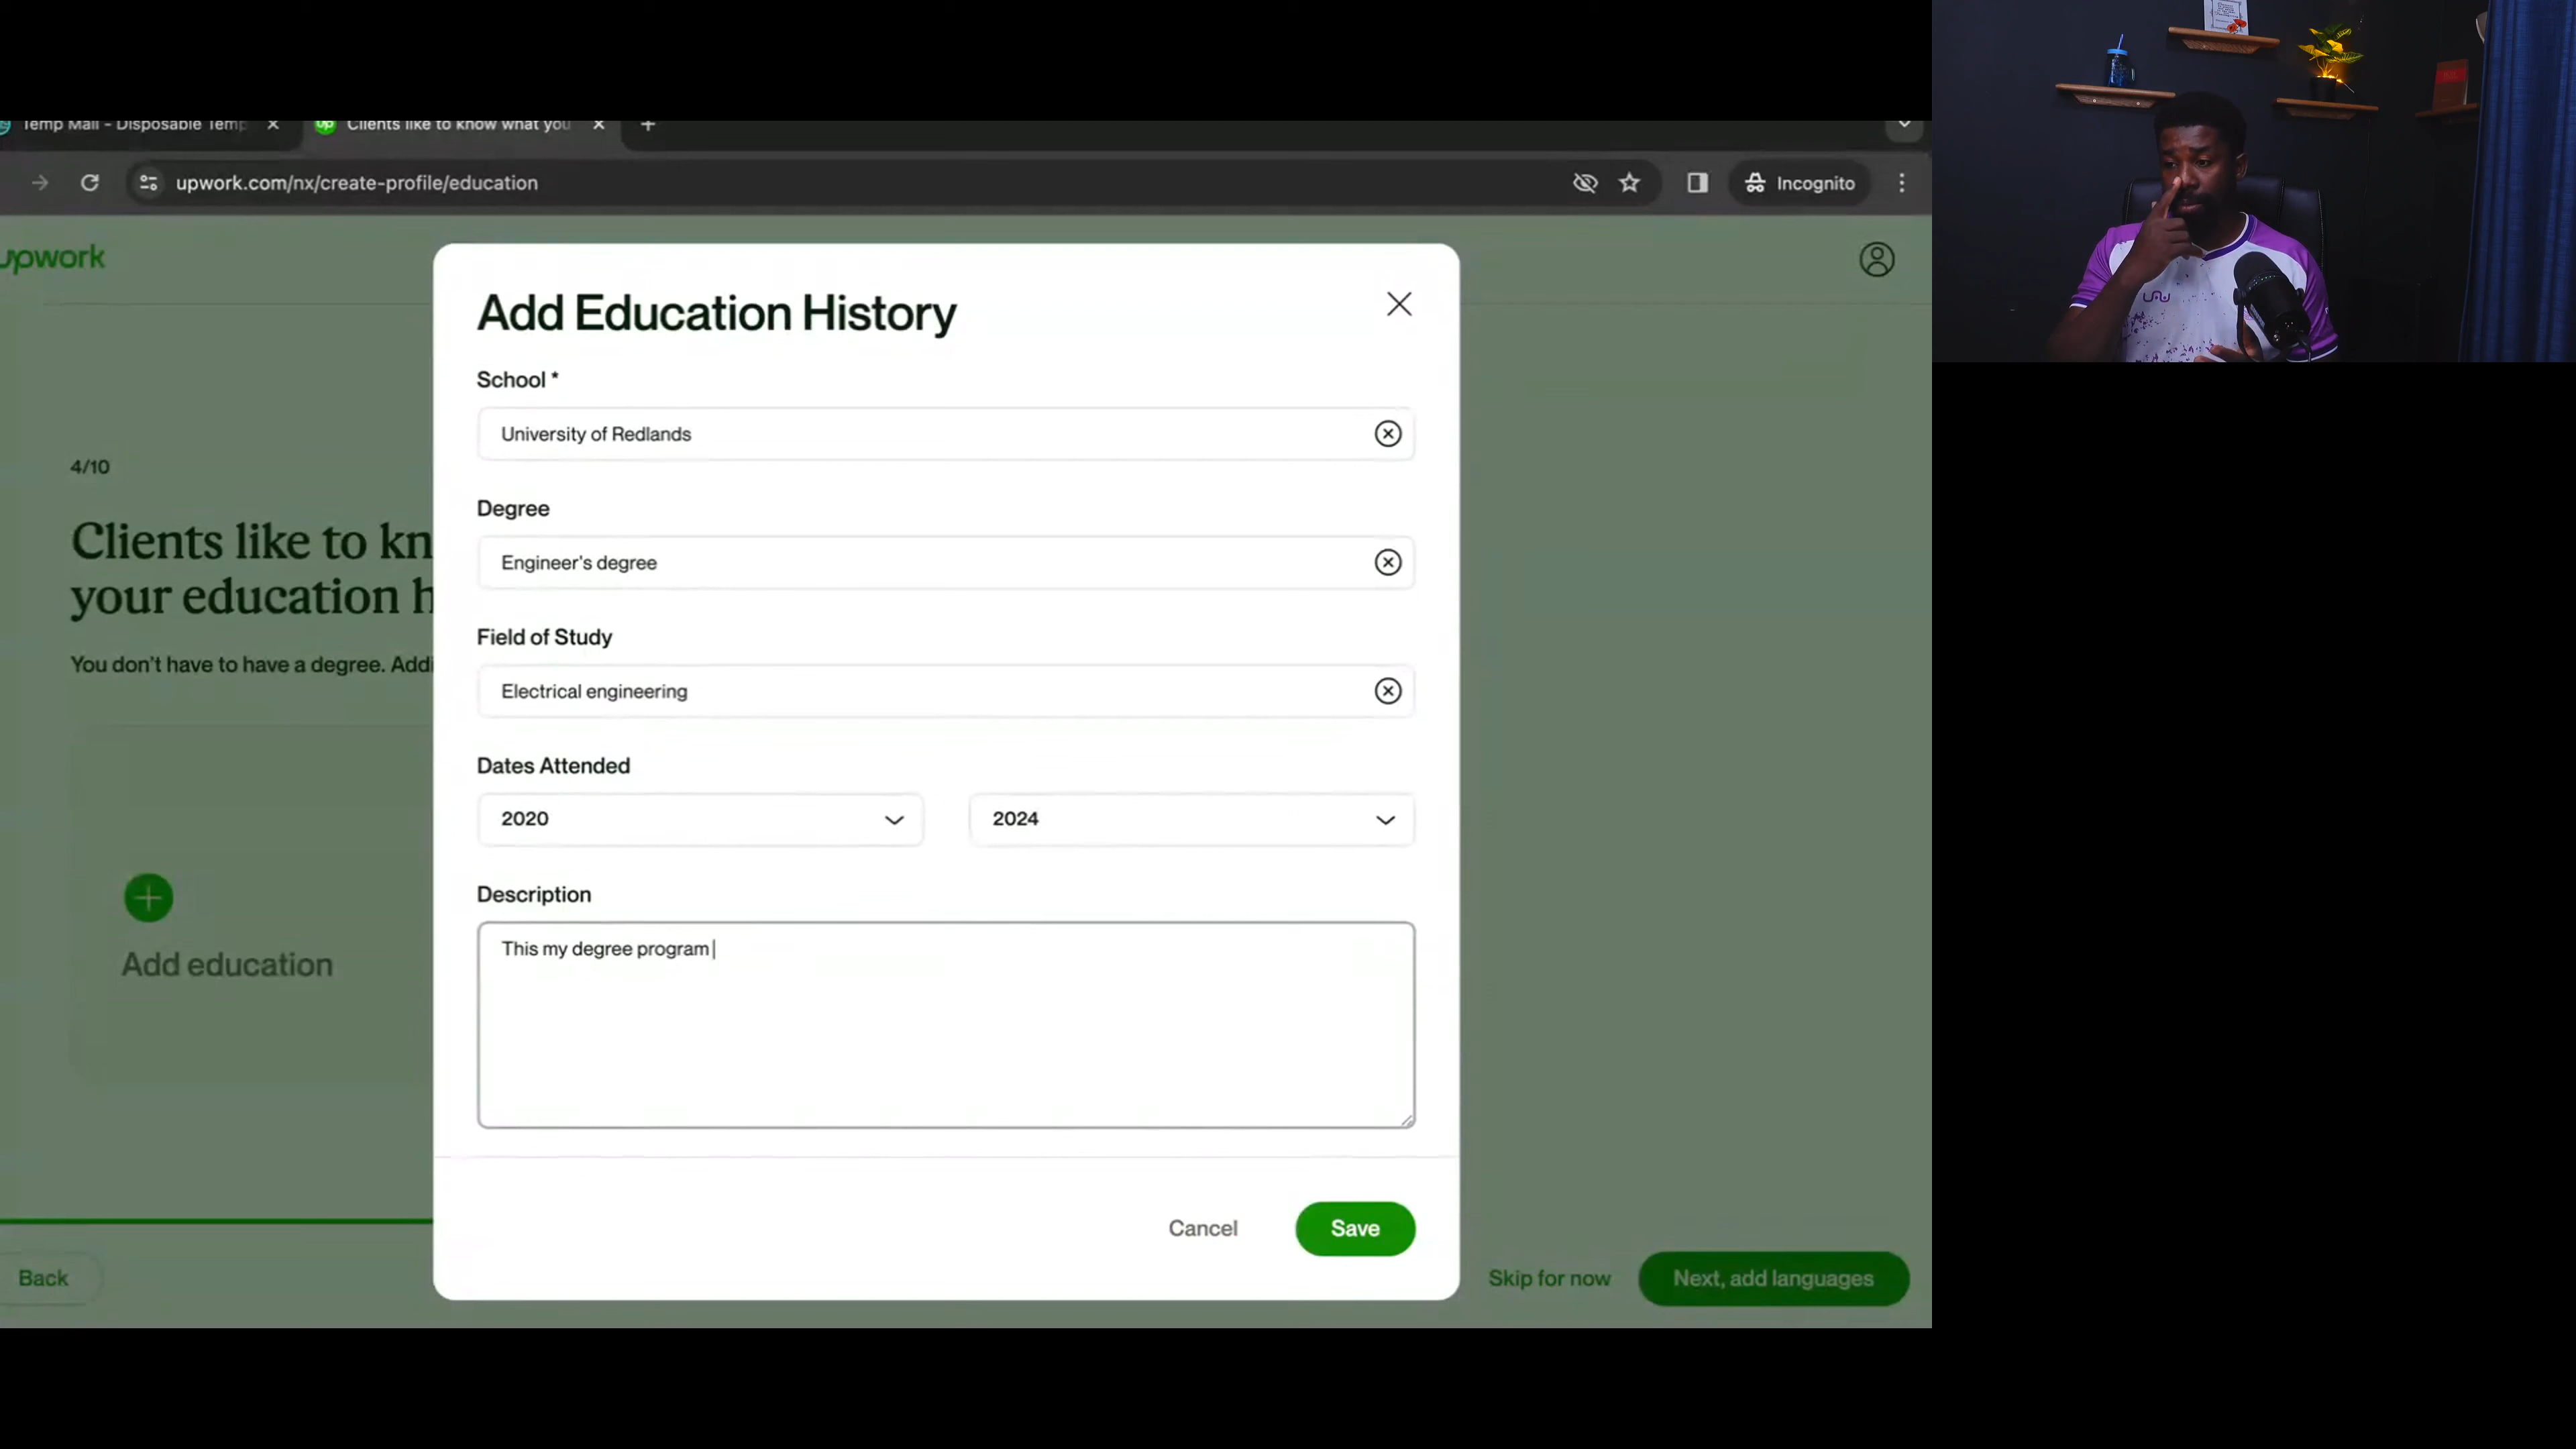 Temp Mail - Disposable Temp
Clients like to know what you
upwork.com/nx/create-profile/education
Incognito
upwork
Add Education History
School *
University of Redlands
4/10
Degree
Clients like to kn
Engineer's degree
your education h
Field of Study
You don't have to have a degree. Addi
Electrical engineering
Dates Attended
2020
2024
Description
This my degree program
Add education
Cancel
Save
Back
Skip for now
Next, add languages